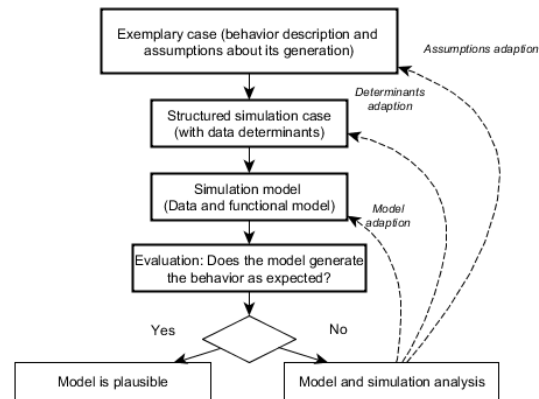 Exemplary case (behavior description and
assumptions about its generation)
Assumptions adaption
Determinants
adaption
Structured simulation case
(with data determinants)
Simulation model
(Data and functional model)
Model
adaption
Evaluation: Does the model generate
the behavior as expected?
Yes
No
Model is plausible
Model and simulation analysis